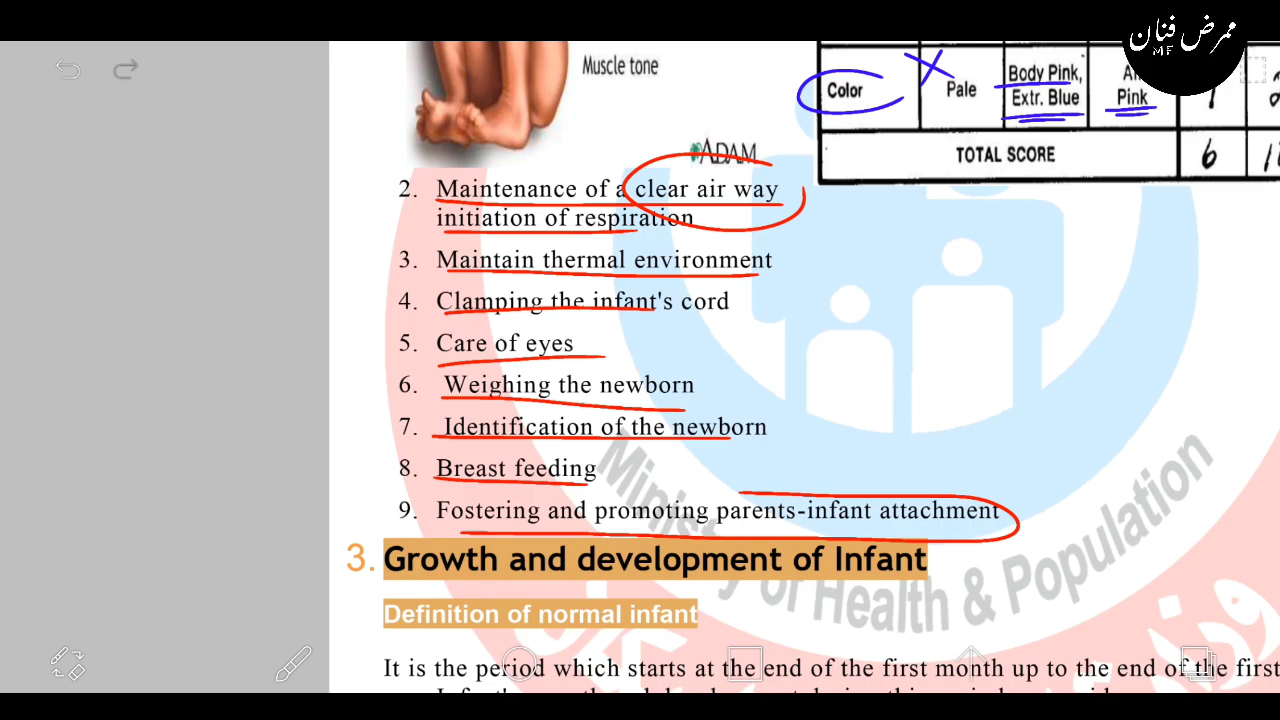 ممرض فنان
MF
Muscle tone
ADAM
Color
Pale
Body Pink,
Extr. Blue
Pink
TOTAL SCORE
6
2. Maintenance of a clear air way
initiation of respiration
3. Maintain thermal environment
4. Clamping the infant's cord
5. Care of eyes
6. Weighing the newborn
7. Identification of the newborn
8. Breast feeding
9. Fostering and promoting parents-infant attachment
3. Growth and development of Infant
Definition of normal infant
It is the period which starts at the end of the first month up to the end of the first
Ministry of Health & Population